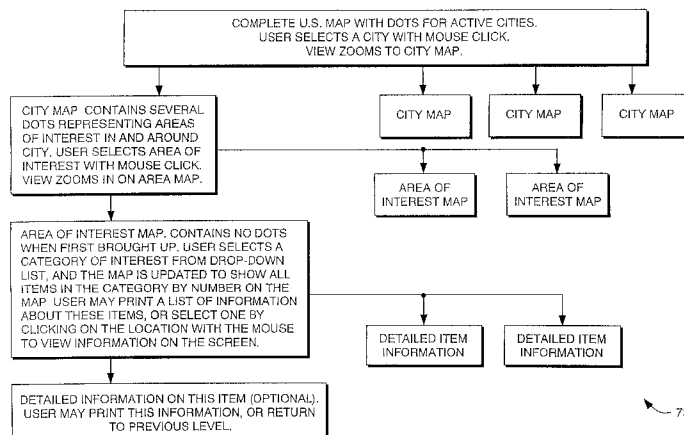 COMPLETE U.S. MAP WITH DOTS FOR ACTIVE CITIES.
USER SELECTS A CITY WITH MOUSE CLICK.
VIEW ZOOMS TO CITY MAP.
CITY MAP CONTAINS SEVERAL
DOTS REPRESENTING AREAS
OF INTEREST IN AND AROUND
CITY. USER SELECTS AREA OF
INTEREST WITH MOUSE CLICK.
VIEW ZOOMS IN ON AREA MAP.
CITY MAP
CITY MAP
CITY MAP
AREA OF
INTEREST MAP
AREA OF
INTEREST MAP
AREA OF INTEREST MAP. CONTAINS NO DOTS
WHEN FIRST BROUGHT UP. USER SELECTS A
CATEGORY OF INTEREST FROM DROP-DOWN
LIST, AND THE MAP IS UPDATED TO SHOW ALL
ITEMS IN THE CATEGORY BY NUMBER ON THE
MAP USER MAY PRINT A LIST OF INFORMATION
ABOUT THESE ITEMS, OR SELECT ONE BY
CLICKING ON THE LOCATION WITH THE MOUSE
TO VIEW INFORMATION ON THE SCREEN.
DETAILED ITEM
INFORMATION
DETAILED ITEM
INFORMATION
DETAILED INFORMATION ON THIS ITEM (OPTIONAL).
USER MAY PRINT THIS INFORMATION, OR RETURN
TO PREVIOUS LEVEL.